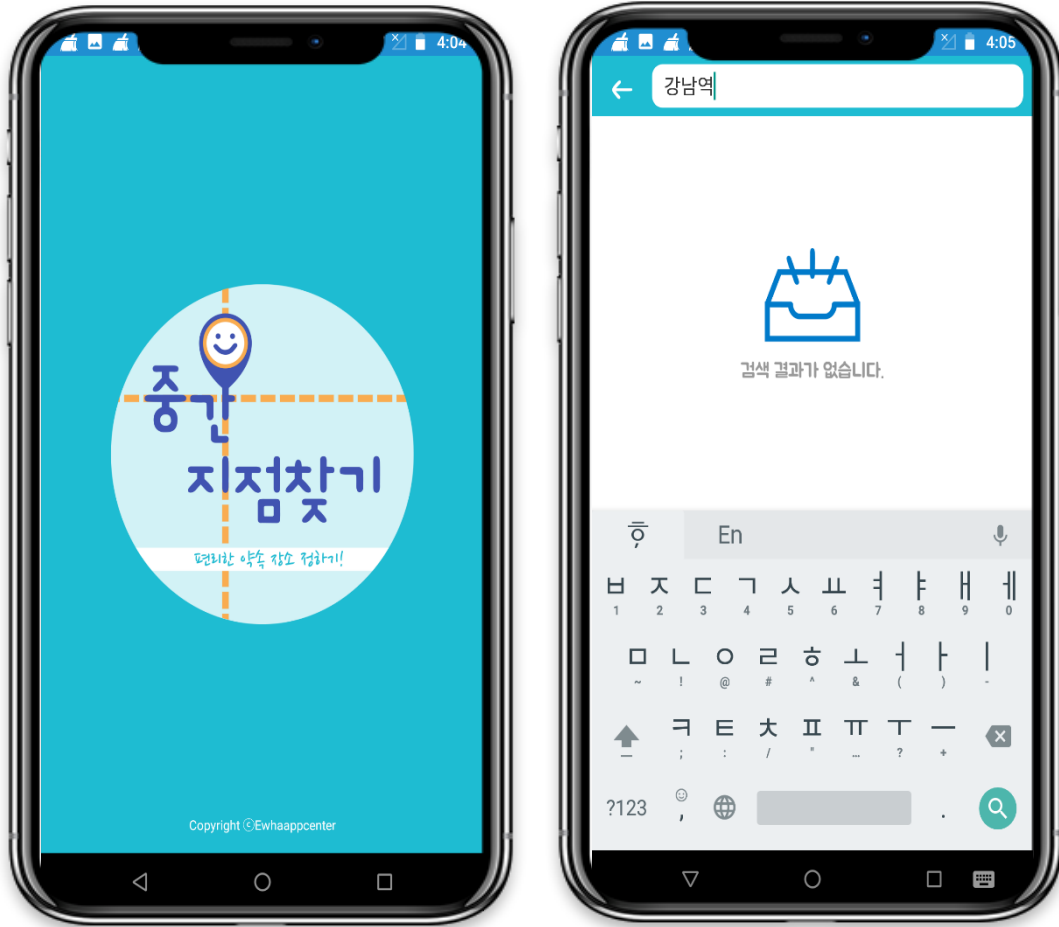 4:04
중간
지점찾기
편리한 약속 장소 정하기!
Copyright ⓒEwhaappcenter
4:05
강남역
검색 결과가 없습니다.
ㅎ En
ㅂ ㅈ ㄷ ㄱ ㅅ ㅛ ㅕ ㅑ ㅐ ㅔ
1 2 3 4 5 6 7 8 9 0
ㅁ ㄴ ㅇ ㄹ ㅎ ㅗ ㅓ ㅏ ㅣ
~ ! @ # ^ & ( ) -
ㅋ ㅌ ㅊ ㅍ ㅠ ㅜ ㅡ
; : / " … ? +
?123 , .